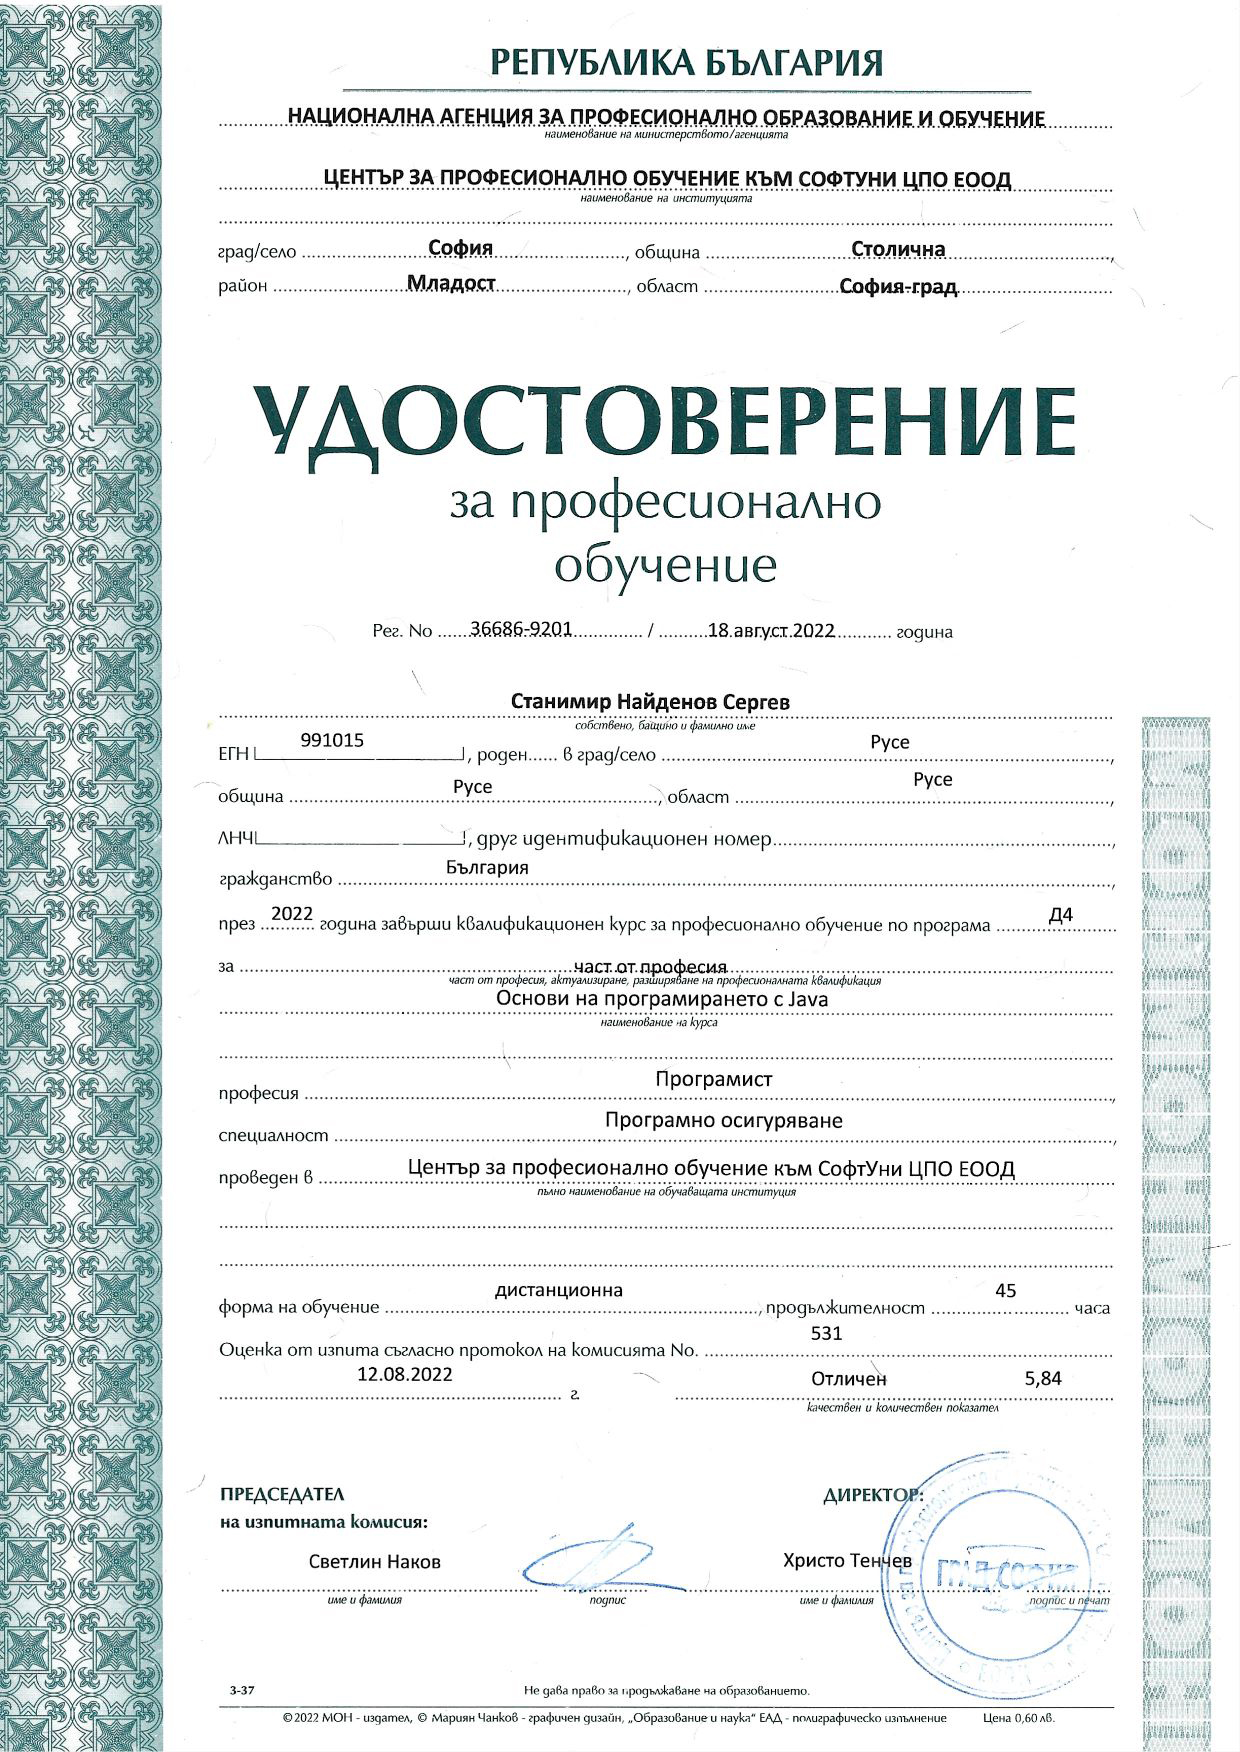 РЕПУБЛИКА БЪЛГАРИЯ
НАЦИОНАЛНА АГЕНЦИЯ ЗА ПРОФЕСИОНАЛНО ОБРАЗОВАНИЕ И ОБУЧЕНИЕ
наименование на министерството/агенцията
ЦЕНТЪР ЗА ПРОФЕСИОНАЛНО ОБУЧЕНИЕ КЪМ СОФТУНИ ЦПО ЕООД
наименование на институцията
град/село София, община Столична,
район Младост, област София-град
УДОСТОВЕРЕНИЕ
за професионално
обучение
Рег. No 36686-9201 / 18 август 2022 година
Станимир Найденов Сергев
собствено, бащино и фамилно име
ЕГН 991015, роден...... в град/село Русе,
община Русе, област Русе,
ЛНЧ, друг идентификационен номер,
гражданство България,
през 2022 година завърши квалификационен курс за професионално обучение по програма Д4
за част от професия
част от професия, актуализиране, разширяване на професионалната квалификация
Основи на програмирането с Java
наименование на курса
професия Програмист,
специалност Програмно осигуряване,
проведен в Център за професионално обучение към СофтУни ЦПО ЕООД
пълно наименование на обучаващата институция
форма на обучение дистанционна, продължителност 45 часа
Оценка от изпита съгласно протокол на комисията No. 531
12.08.2022 г. Отличен 5,84
качествен и количествен показател
ПРЕДСЕДАТЕЛ ДИРЕКТОР:
на изпитната комисия:
Светлин Наков Христо Тенчев
име и фамилия подпис име и фамилия подпис и печат
ГРАД СОФИЯ
3-37 Не дава право за продължаване на образованието.
©2022 МОН - издател, © Мариян Чанков - графичен дизайн, „Образование и наука“ ЕАД - полиграфическо изпълнение Цена 0,60 лв.